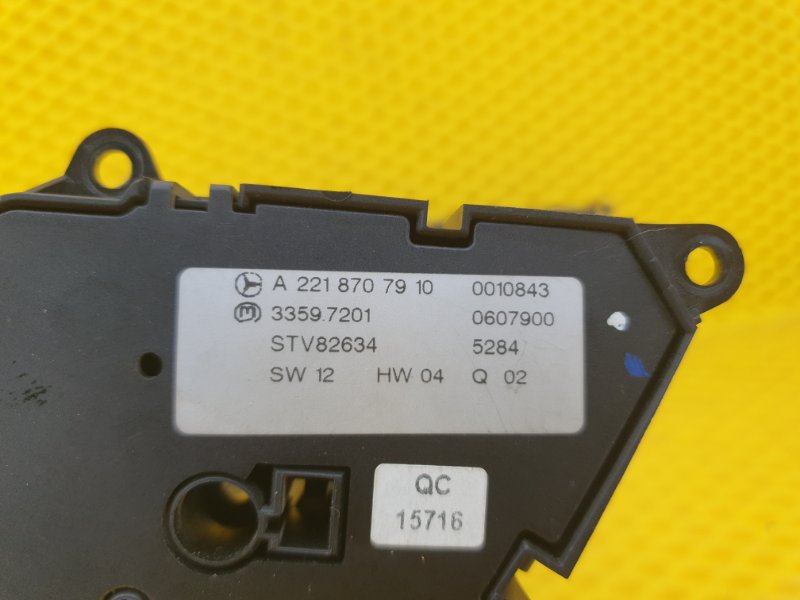 A 221 870 79 10 0010843
3359.7201 0607900
STV82634 5284
SW 12 HW 04 Q 02
QC
15716